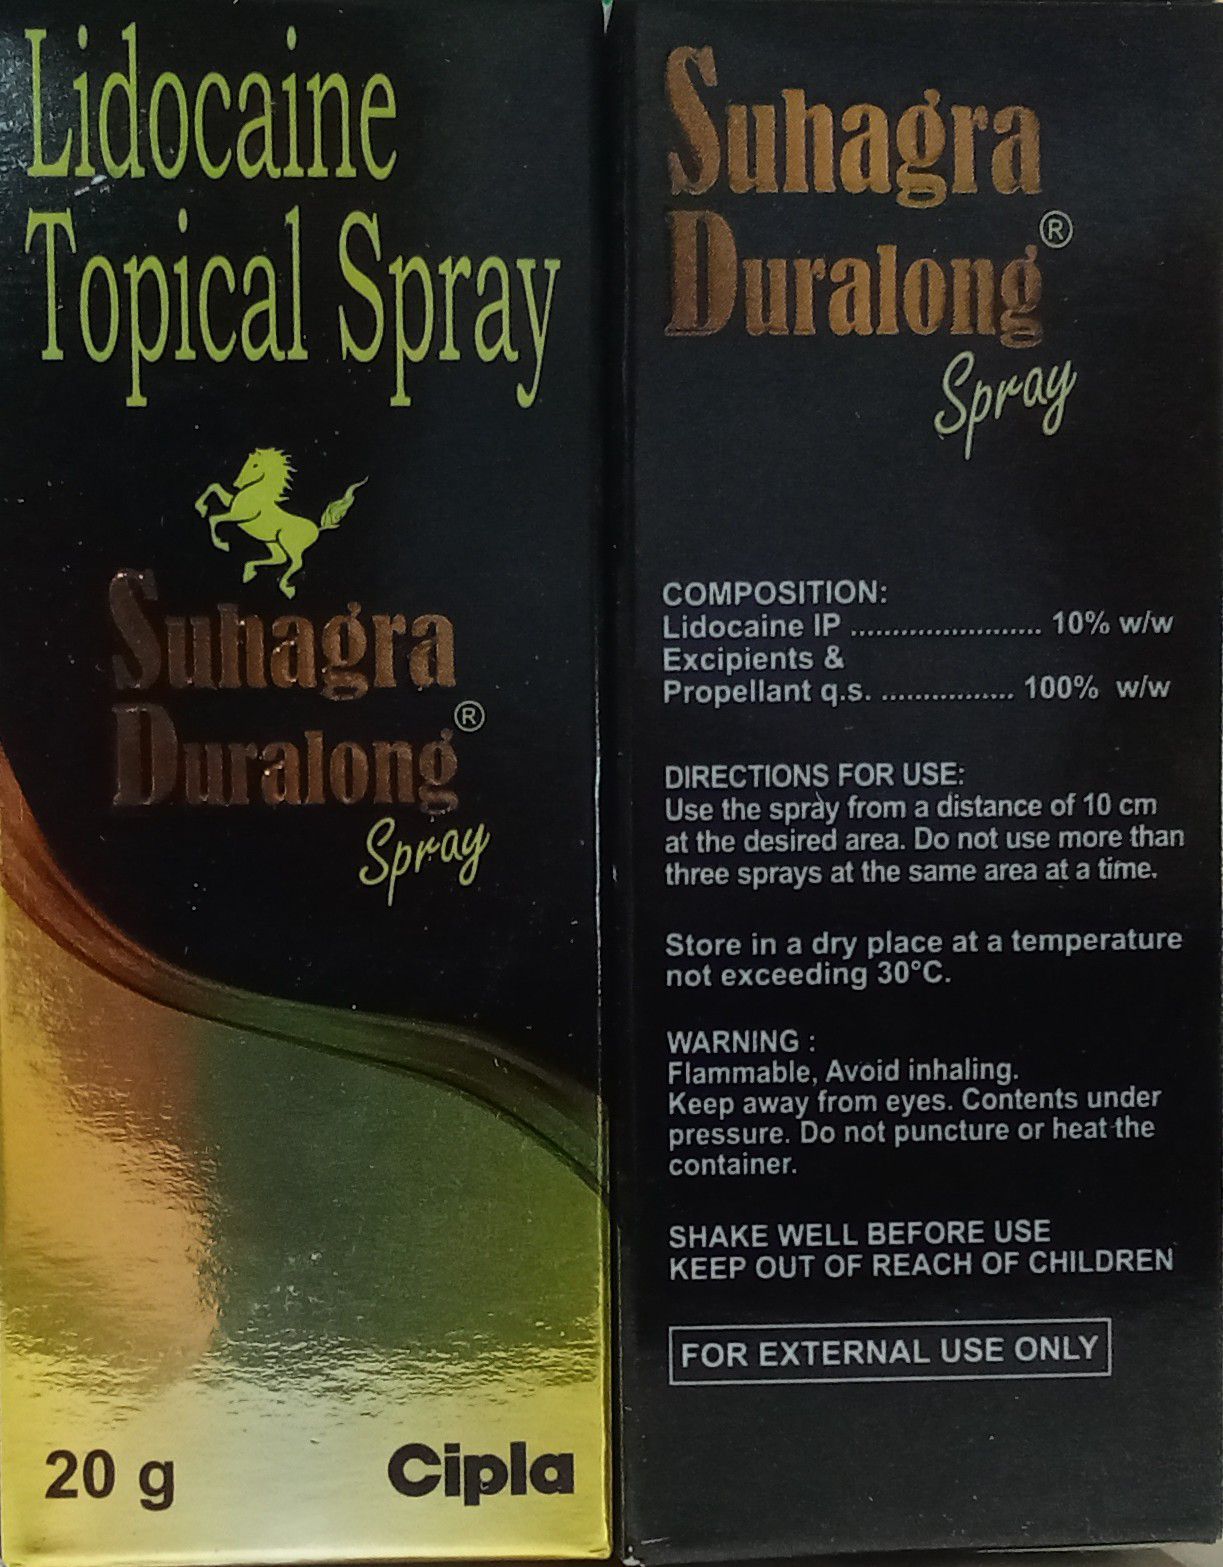 Lidocaine
Topical Spray
Suhagra
Duralong®
Spray
20 g
Cipla
Suhagra
Duralong®
Spray
COMPOSITION:
Lidocaine IP ....................... 10% w/w
Excipients &
Propellant q.s. ................ 100% w/w
DIRECTIONS FOR USE:
Use the spray from a distance of 10 cm
at the desired area. Do not use more than
three sprays at the same area at a time.
Store in a dry place at a temperature
not exceeding 30°C.
WARNING :
Flammable, Avoid inhaling.
Keep away from eyes. Contents under
pressure. Do not puncture or heat the
container.
SHAKE WELL BEFORE USE
KEEP OUT OF REACH OF CHILDREN
FOR EXTERNAL USE ONLY